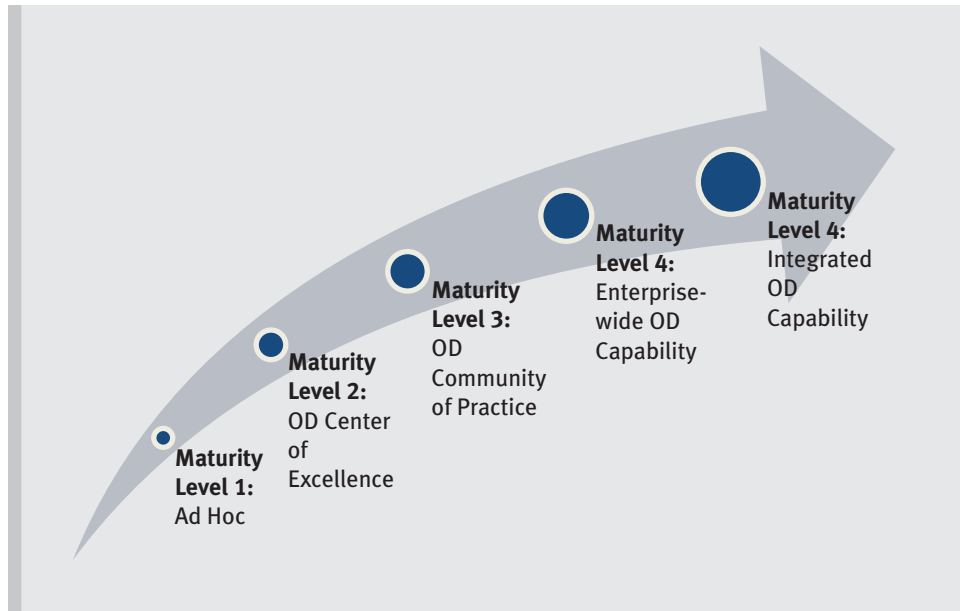 Maturity
Level 1:
Ad Hoc
Maturity
Level 2:
OD Center
of
Excellence
Maturity
Level 3:
OD
Community
of Practice
Maturity
Level 4:
Enterprise-
wide OD
Capability
Maturity
Level 4:
Integrated
OD
Capability